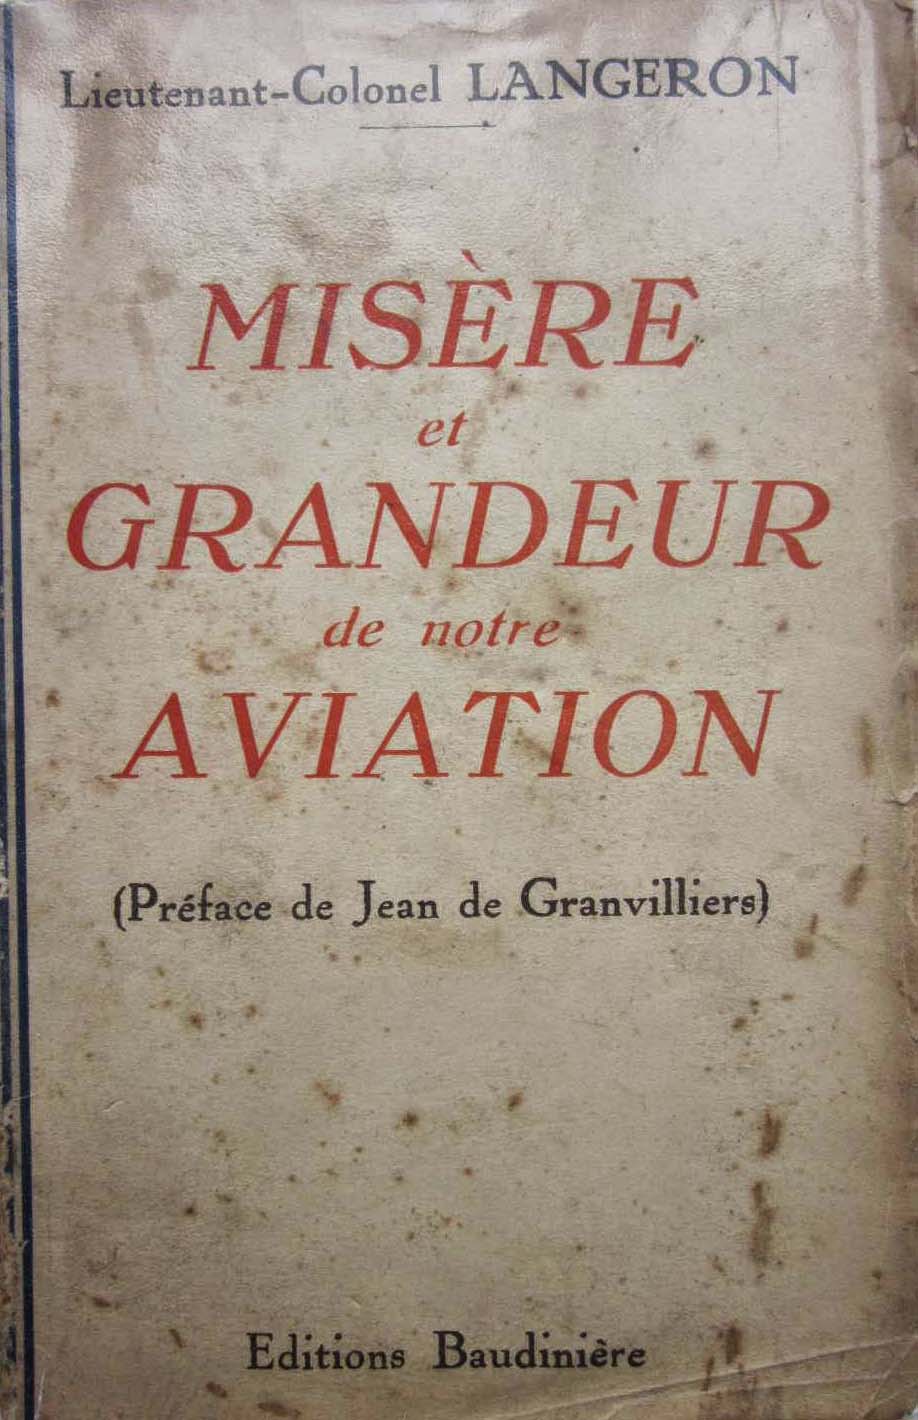 Lieutenant-Colonel LANGERON
MISÈRE
et
GRANDEUR
de notre
AVIATION
(Préface de Jean de Granvilliers)
Editions Baudinière